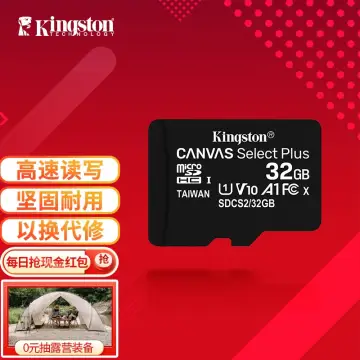 Kingston
TECHNOLOGY
高速读写
坚固耐用
以换代修
每日抢现金红包 抢
0元抽露营装备
Kingston®
CANVAS Select Plus
micro SD HC I
32GB
TAIWAN
U1 V10 A1 FC X
SDCS2/32GB